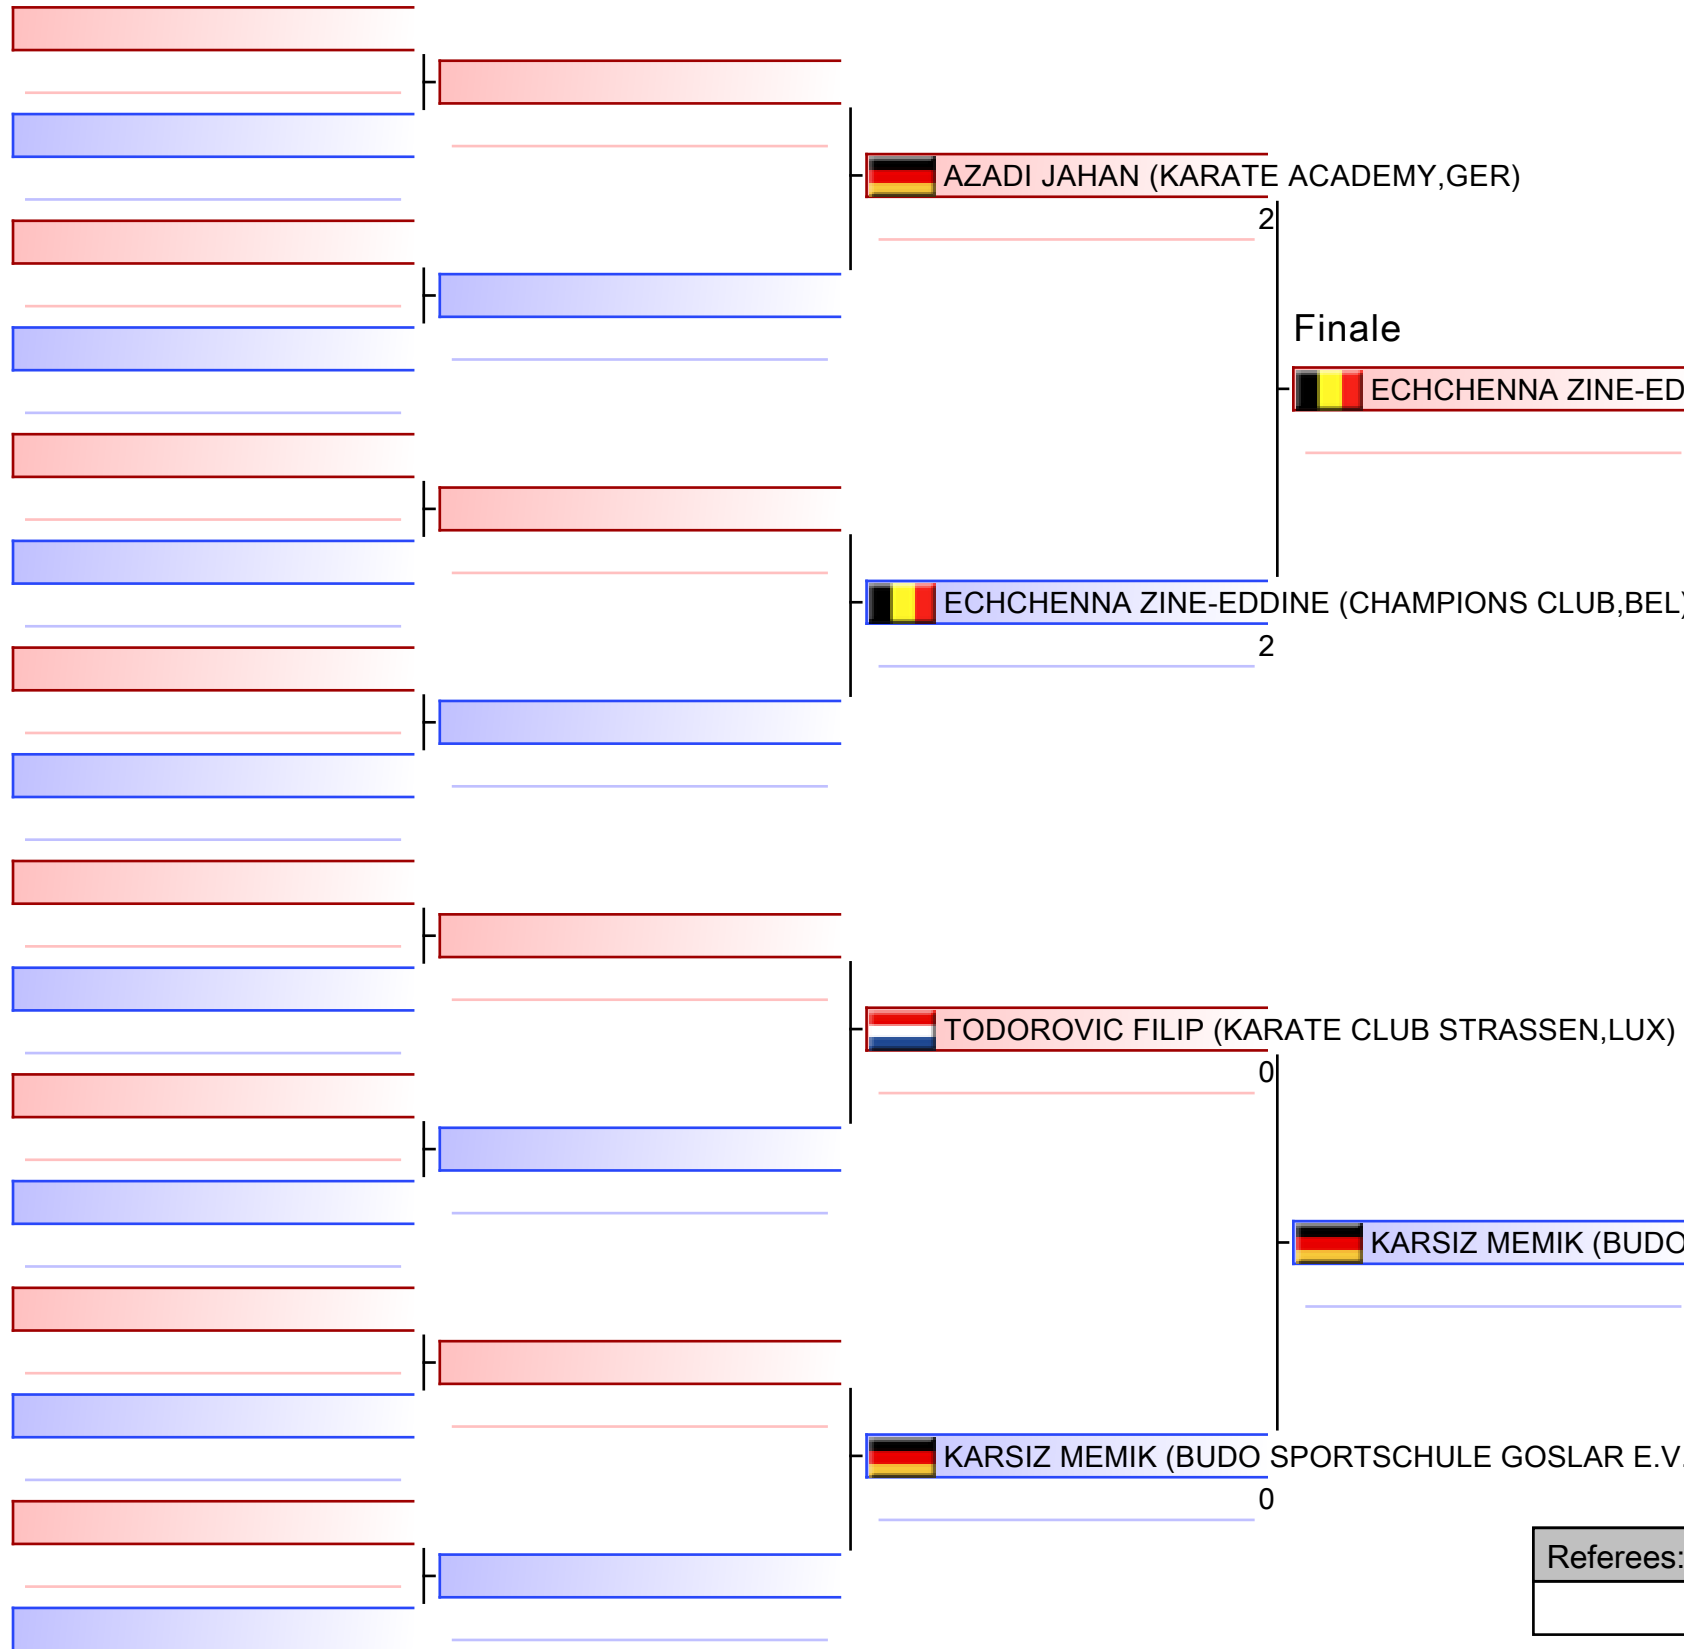 AZADI JAHAN (KARATE ACADEMY,GER)
2
Finale
ECHCHENNA ZINE-ED
ECHCHENNA ZINE-EDDINE (CHAMPIONS CLUB,BEL)
2
TODOROVIC FILIP (KARATE CLUB STRASSEN,LUX)
0
KARSIZ MEMIK (BUDO
KARSIZ MEMIK (BUDO SPORTSCHULE GOSLAR E.V.
0
Referees: